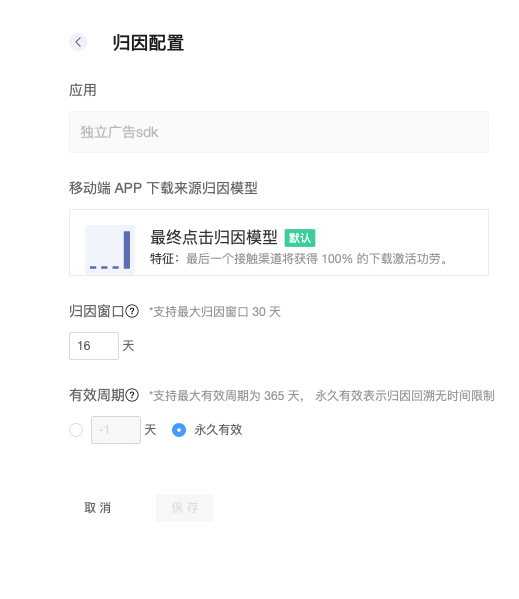 归因配置
应用
独立广告sdk
移动端 APP 下载来源归因模型
最终点击归因模型 默认
特征：最后一个接触渠道将获得 100% 的下载激活功劳。
归因窗口? *支持最大归因窗口 30 天
16 天
有效周期? *支持最大有效周期为 365 天， 永久有效表示归因回溯无时间限制
-1 天 永久有效
取 消 保 存